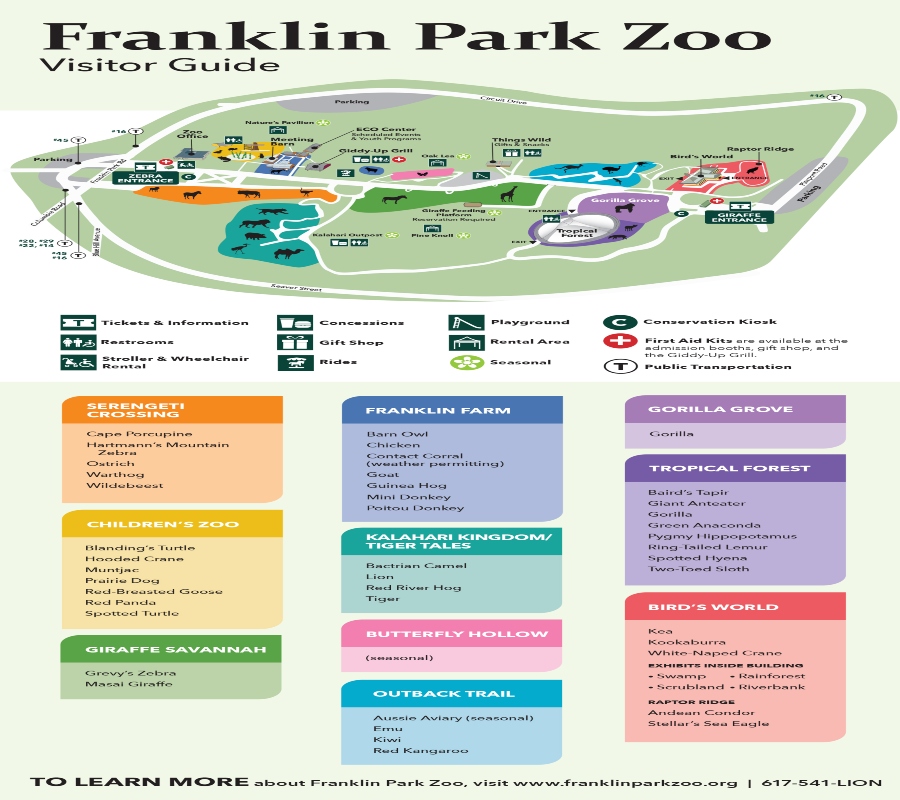 Franklin Park Zoo
Visitor Guide
Parking
Circuit Drive
#16 T
#45 T
#16 T
Zoo
Office
Nature's Pavilion
Meeting
Barn
ECO Center
Scheduled Events
& Youth Programs
Giddy-Up Grill
Oak Lea
Things Wild
Gifts & Snacks
Bird's World
Raptor Ridge
EXIT
ENTRANCE
Parking
ZEBRA
ENTRANCE
C
Gorilla Grove
Giraffe Feeding
Platform
Reservation Required
ENTRANCE
Tropical
Forest
EXIT
Kalahari Outpost
Pine Knoll
C
GIRAFFE
ENTRANCE
Parking
Columbia Road
Blue Hill Avenue
#45
#16
T
Seaver Street
T Tickets & Information
Restrooms
Stroller & Wheelchair
Rental
Concessions
Gift Shop
Rides
Playground
Rental Area
Seasonal
C Conservation Kiosk
First Aid Kits are available at the
admission booths, gift shop, and
the Giddy-Up Grill.
T Public Transportation
SERENGETI
CROSSING
Cape Porcupine
Hartmann's Mountain
Zebra
Ostrich
Warthog
Wildebeest
CHILDREN'S ZOO
Blanding's Turtle
Hooded Crane
Muntjac
Prairie Dog
Red-Breasted Goose
Red Panda
Spotted Turtle
GIRAFFE SAVANNAH
Grevy's Zebra
Masai Giraffe
FRANKLIN FARM
Barn Owl
Chicken
Contact Corral
(weather permitting)
Goat
Guinea Hog
Mini Donkey
Poitou Donkey
KALAHARI KINGDOM/
TIGER TALES
Bactrian Camel
Lion
Red River Hog
Tiger
BUTTERFLY HOLLOW
(seasonal)
OUTBACK TRAIL
Aussie Aviary (seasonal)
Emu
Kiwi
Red Kangaroo
GORILLA GROVE
Gorilla
TROPICAL FOREST
Baird's Tapir
Giant Anteater
Gorilla
Green Anaconda
Pygmy Hippopotamus
Ring-Tailed Lemur
Spotted Hyena
Two-Toed Sloth
BIRD'S WORLD
Kea
Kookaburra
White-Naped Crane
EXHIBITS INSIDE BUILDING
• Swamp • Rainforest
• Scrubland • Riverbank
RAPTOR RIDGE
Andean Condor
Stellar's Sea Eagle
TO LEARN MORE about Franklin Park Zoo, visit www.franklinparkzoo.org | 617-541-LION